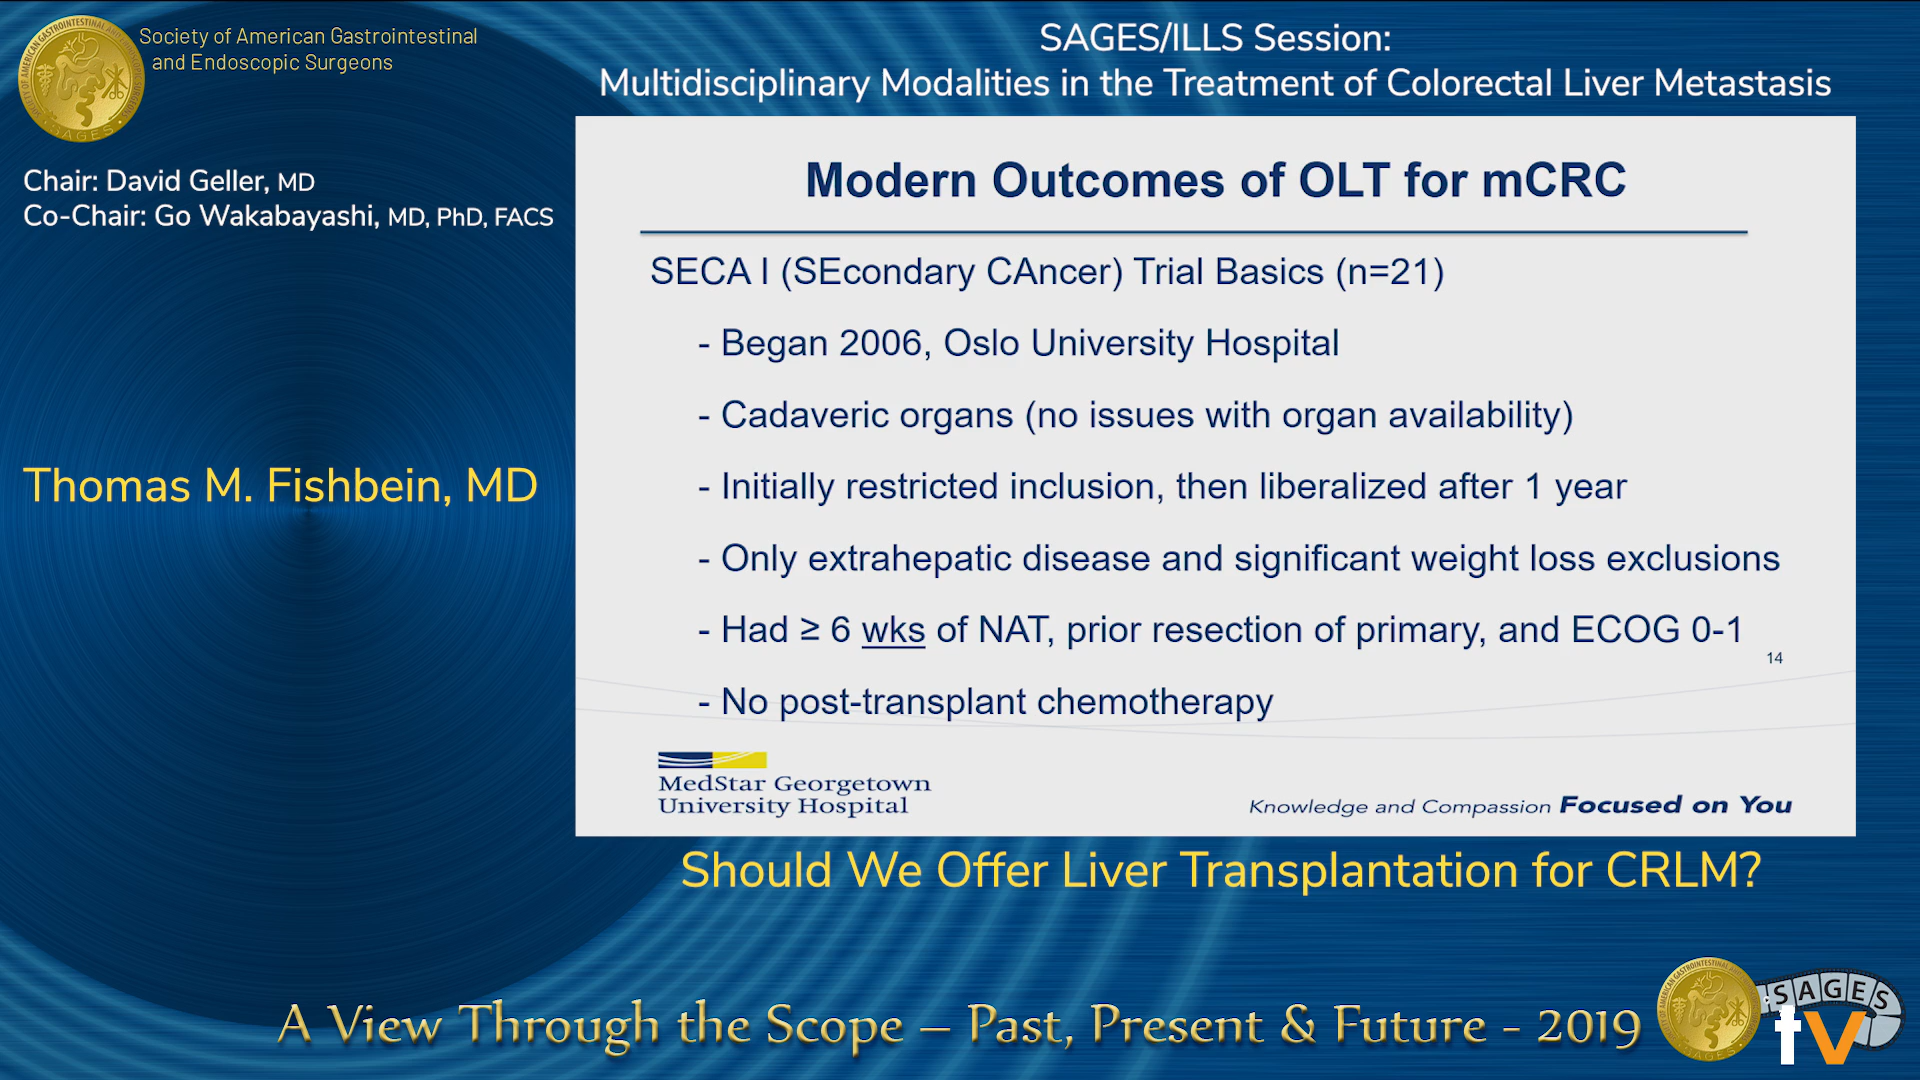 Society of American Gastrointestinal
and Endoscopic Surgeons
SAGES/ILLS Session:
Multidisciplinary Modalities in the Treatment of Colorectal Liver Metastasis
Chair: David Geller, MD
Co-Chair: Go Wakabayashi, MD, PhD, FACS
Thomas M. Fishbein, MD
Modern Outcomes of OLT for mCRC
SECA I (SEcondary CAncer) Trial Basics (n=21)
- Began 2006, Oslo University Hospital
- Cadaveric organs (no issues with organ availability)
- Initially restricted inclusion, then liberalized after 1 year
- Only extrahepatic disease and significant weight loss exclusions
- Had ≥ 6 wks of NAT, prior resection of primary, and ECOG 0-1
14
- No post-transplant chemotherapy
MedStar Georgetown
University Hospital
Knowledge and Compassion Focused on You
Should We Offer Liver Transplantation for CRLM?
A View Through the Scope – Past, Present & Future - 2019
SAGES
tv